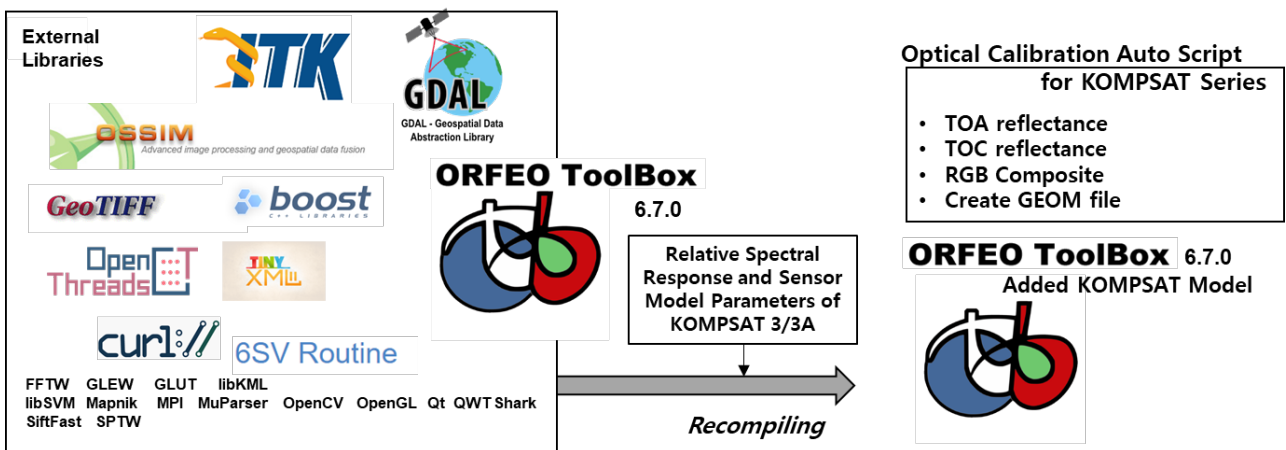 External
Libraries
ITK
GDAL
GDAL - Geospatial Data
Abstraction Library
OSSIM
Advanced image processing and geospatial data fusion
GeoTIFF
boost
C++ LIBRARIES
Open
Threads
TINY
XML
curl://
6SV Routine
FFTW GLEW GLUT libKML
libSVM Mapnik MPI MuParser OpenCV OpenGL Qt QWT Shark
SiftFast SPTW
ORFEO ToolBox
6.7.0
Relative Spectral
Response and Sensor
Model Parameters of
KOMPSAT 3/3A
Recompiling
Optical Calibration Auto Script
for KOMPSAT Series
• TOA reflectance
• TOC reflectance
• RGB Composite
• Create GEOM file
ORFEO ToolBox 6.7.0
Added KOMPSAT Model